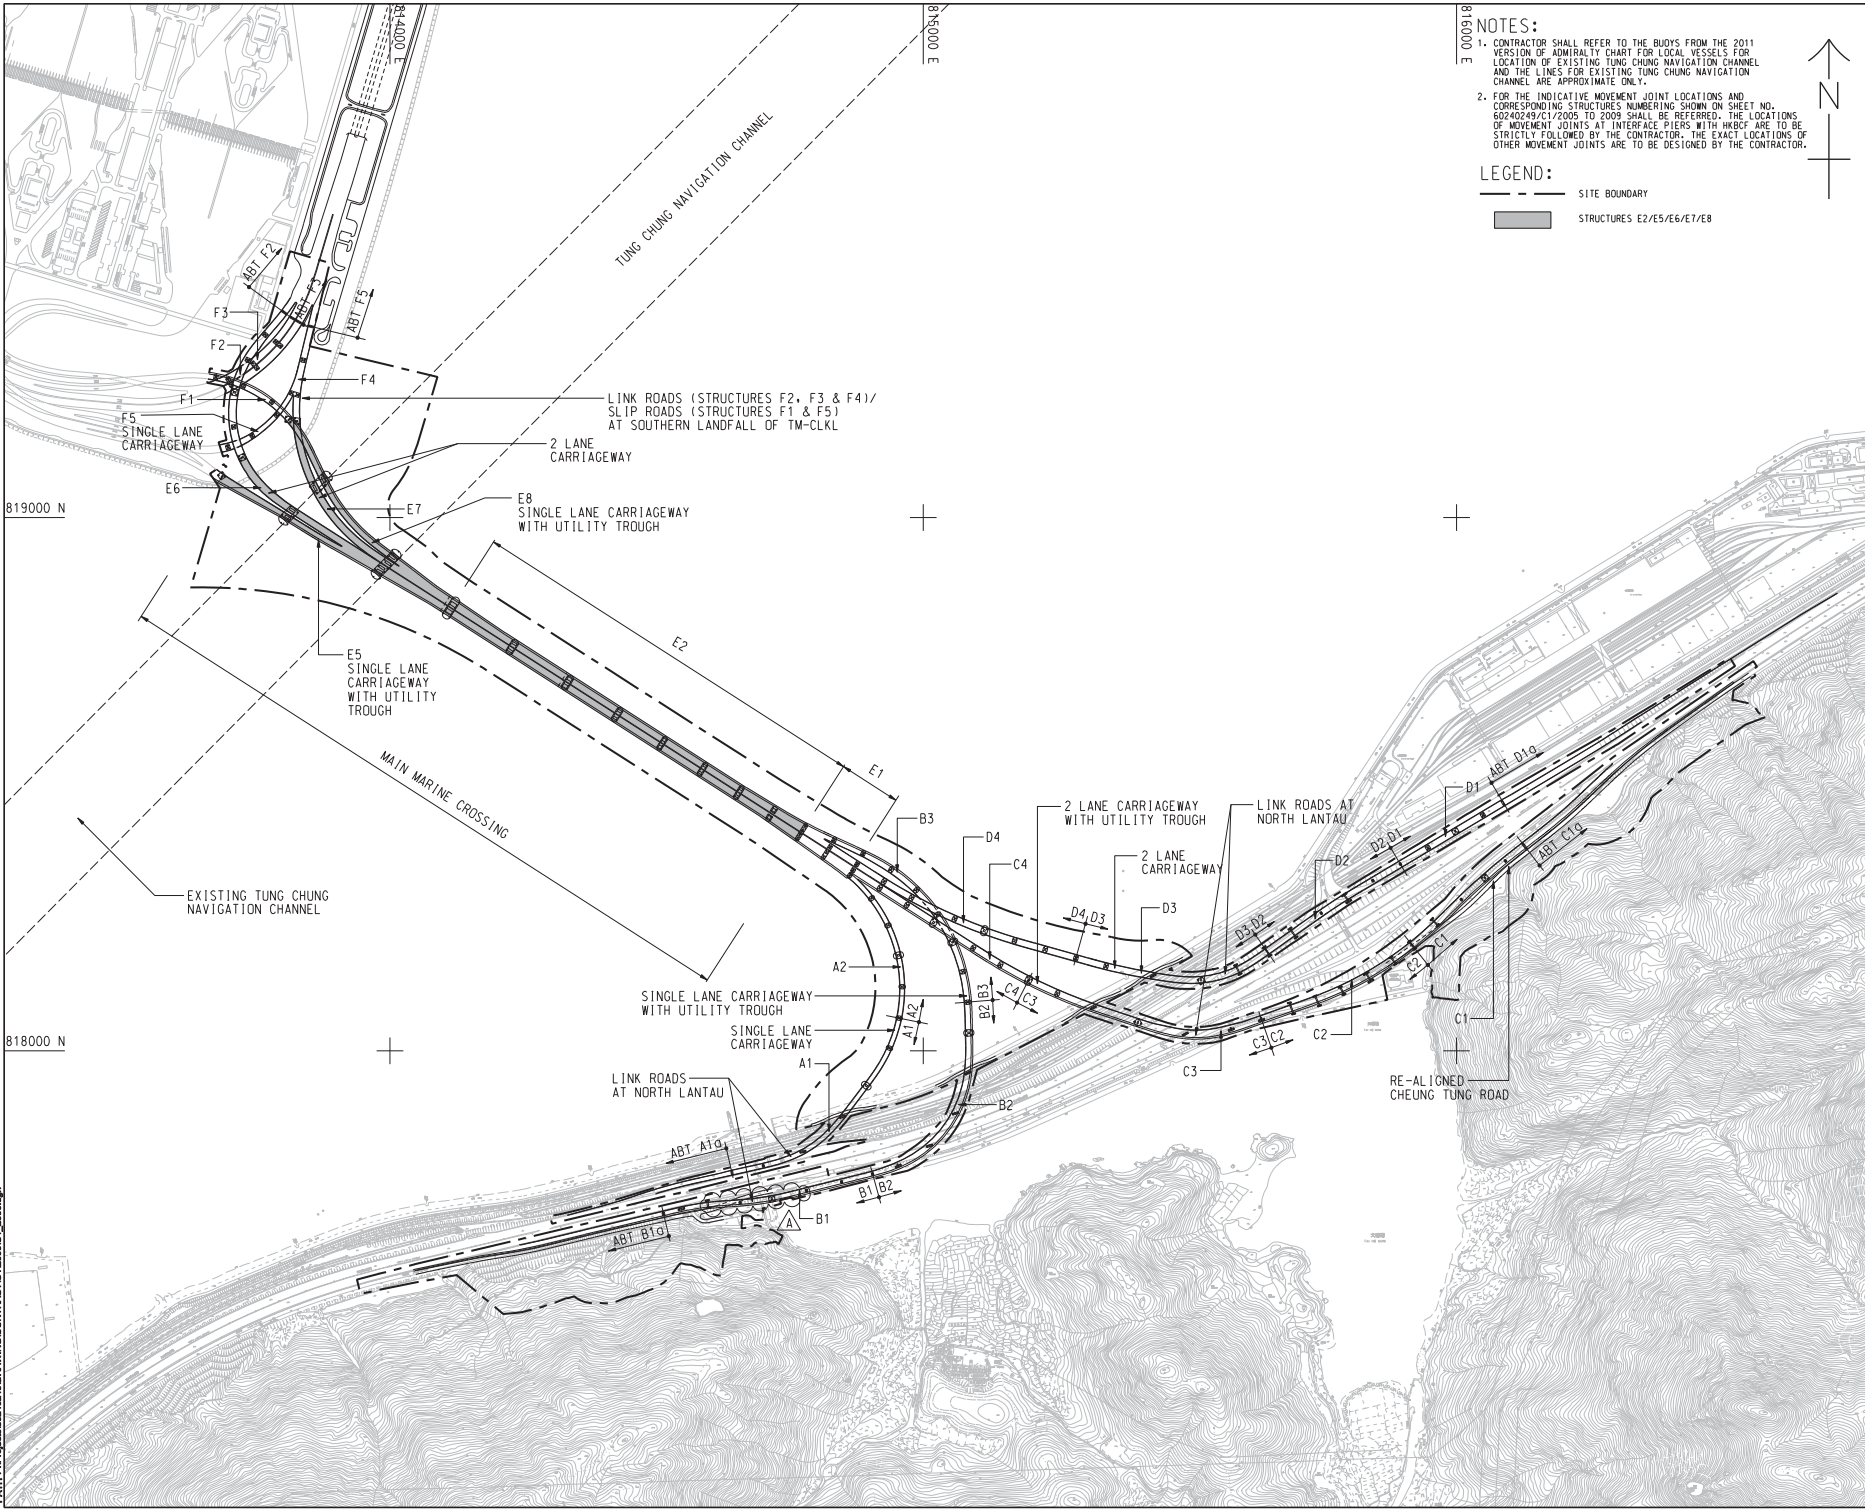 814000 E
815000 E
816000 E
NOTES:
1. CONTRACTOR SHALL REFER TO THE BUOYS FROM THE 2011
VERSION OF ADMIRALTY CHART FOR LOCAL VESSELS FOR
LOCATION OF EXISTING TUNG CHUNG NAVIGATION CHANNEL
AND THE LINES FOR EXISTING TUNG CHUNG NAVIGATION
CHANNEL ARE APPROXIMATE ONLY.
2. FOR THE INDICATIVE MOVEMENT JOINT LOCATIONS AND
CORRESPONDING STRUCTURES NUMBERING SHOWN ON SHEET NO.
60240249/C1/2005 TO 2009 SHALL BE REFERRED. THE LOCATIONS
OF MOVEMENT JOINTS AT INTERFACE PIERS WITH HKBCF ARE TO BE
STRICTLY FOLLOWED BY THE CONTRACTOR. THE EXACT LOCATIONS OF
OTHER MOVEMENT JOINTS ARE TO BE DESIGNED BY THE CONTRACTOR.
N
LEGEND:
SITE BOUNDARY
STRUCTURES E2/E5/E6/E7/E8
TUNG CHUNG NAVIGATION CHANNEL
ABT F2
ABT F3
ABT F5
F3
F2
F4
F1
F5
SINGLE LANE
CARRIAGEWAY
LINK ROADS (STRUCTURES F2, F3 & F4)/
SLIP ROADS (STRUCTURES F1 & F5)
AT SOUTHERN LANDFALL OF TM-CLKL
2 LANE
CARRIAGEWAY
E6
E7
E8
SINGLE LANE CARRIAGEWAY
WITH UTILITY TROUGH
819000 N
E2
E5
SINGLE LANE
CARRIAGEWAY
WITH UTILITY
TROUGH
MAIN MARINE CROSSING
E1
B3
D4
C4
2 LANE CARRIAGEWAY
WITH UTILITY TROUGH
LINK ROADS AT
NORTH LANTAU
D1
ABT D1a
2 LANE
CARRIAGEWAY
D2 D1
D2
ABT C1a
EXISTING TUNG CHUNG
NAVIGATION CHANNEL
D4 D3
D3
D3 D2
C2 C1
A2
SINGLE LANE CARRIAGEWAY
WITH UTILITY TROUGH
SINGLE LANE
CARRIAGEWAY
A1 A2
B2 B3
C4 C3
C1
C3 C2
C2
C3
818000 N
A1
LINK ROADS
AT NORTH LANTAU
B2
RE-ALIGNED
CHEUNG TUNG ROAD
ABT A1a
B1 B2
A
B1
ABT B1a